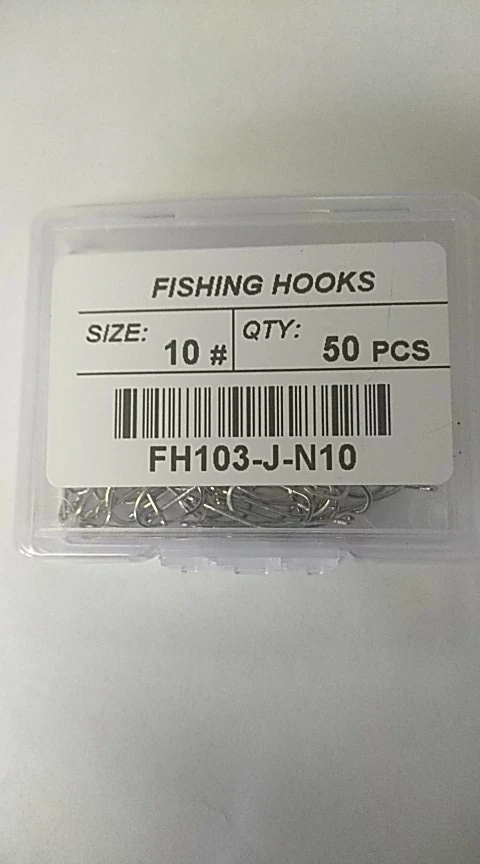 FISHING HOOKS
SIZE: 10 # QTY: 50 PCS
FH103-J-N10